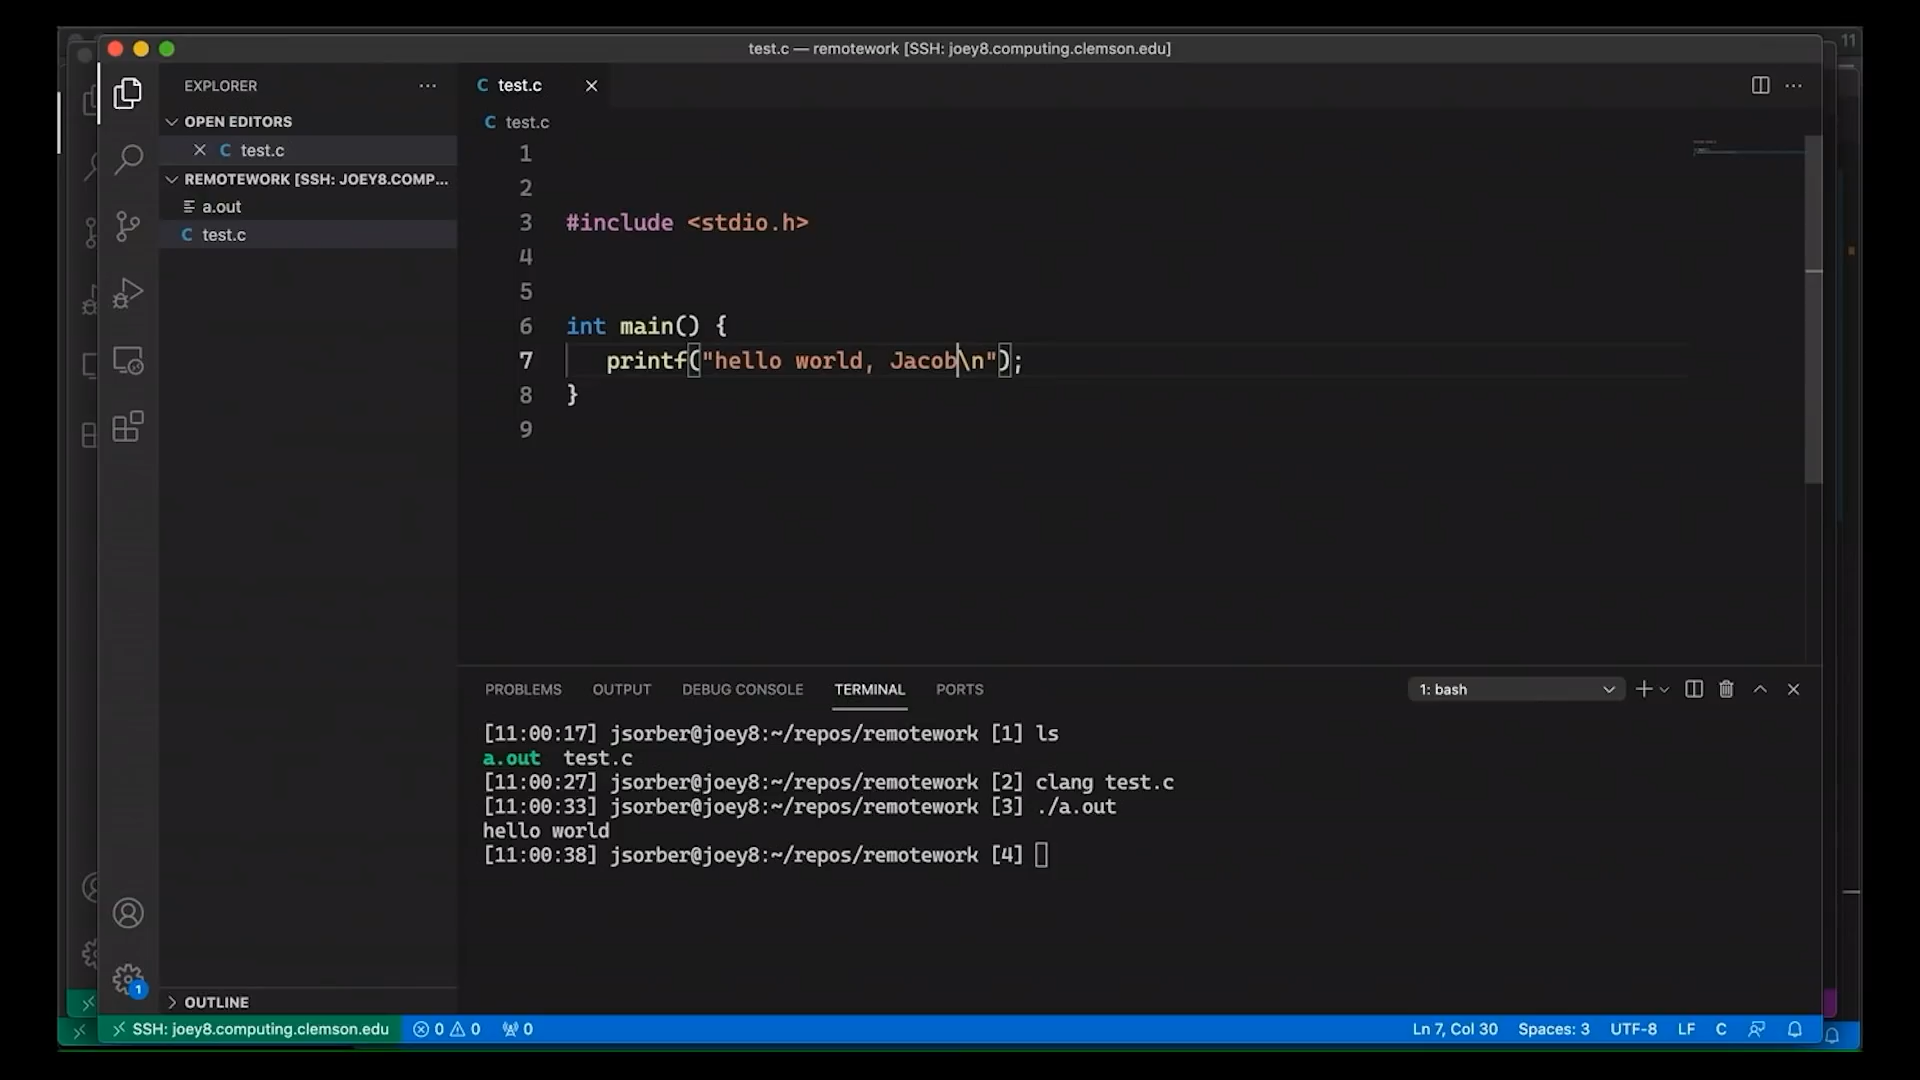 test.c — remotework [SSH: joey8.computing.clemson.edu]
11
EXPLORER
C test.c
OPEN EDITORS
C test.c
C test.c
REMOTEWORK [SSH: JOEY8.COMP...
a.out
C test.c
1
2
3 #include <stdio.h>
4
5
6 int main() {
7 printf("hello world, Jacob\n");
8 }
9
PROBLEMS OUTPUT DEBUG CONSOLE TERMINAL PORTS 1: bash
[11:00:17] jsorber@joey8:~/repos/remotework [1] ls
a.out test.c
[11:00:27] jsorber@joey8:~/repos/remotework [2] clang test.c
[11:00:33] jsorber@joey8:~/repos/remotework [3] ./a.out
hello world
[11:00:38] jsorber@joey8:~/repos/remotework [4]
1
OUTLINE
SSH: joey8.computing.clemson.edu 0 0 0 Ln 7, Col 30 Spaces: 3 UTF-8 LF C